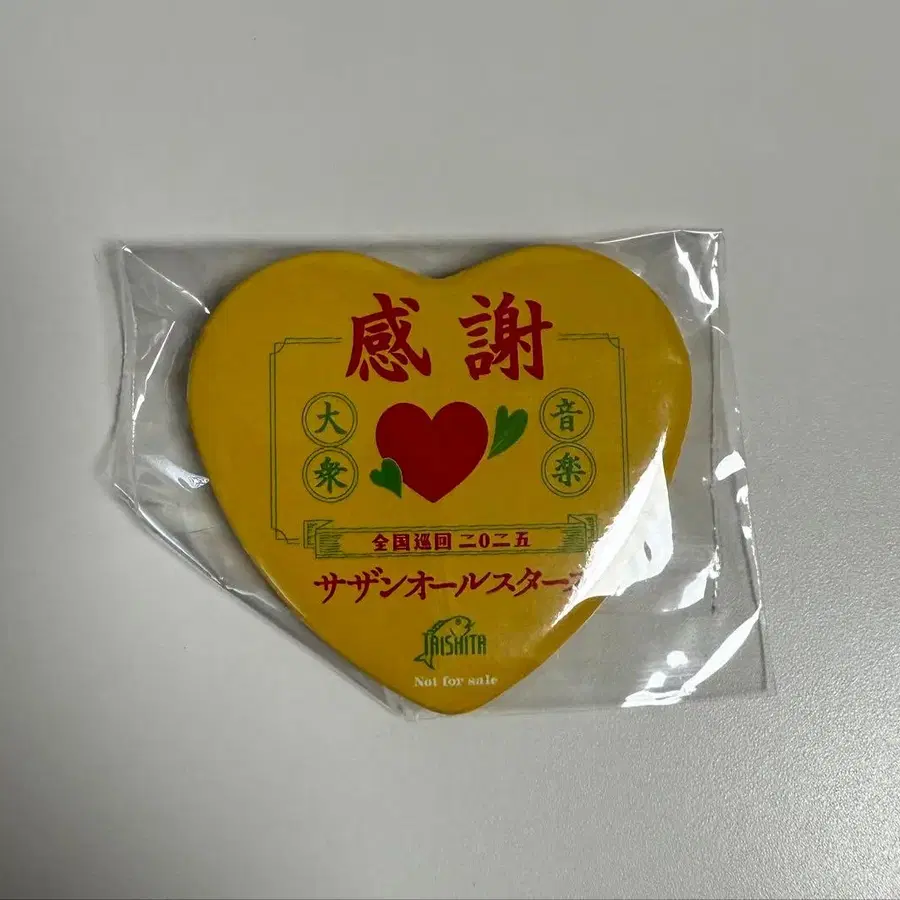 感謝
大衆
音楽
全国巡回 二〇二五
サザンオールスターズ
TAISHITA
Not for sale